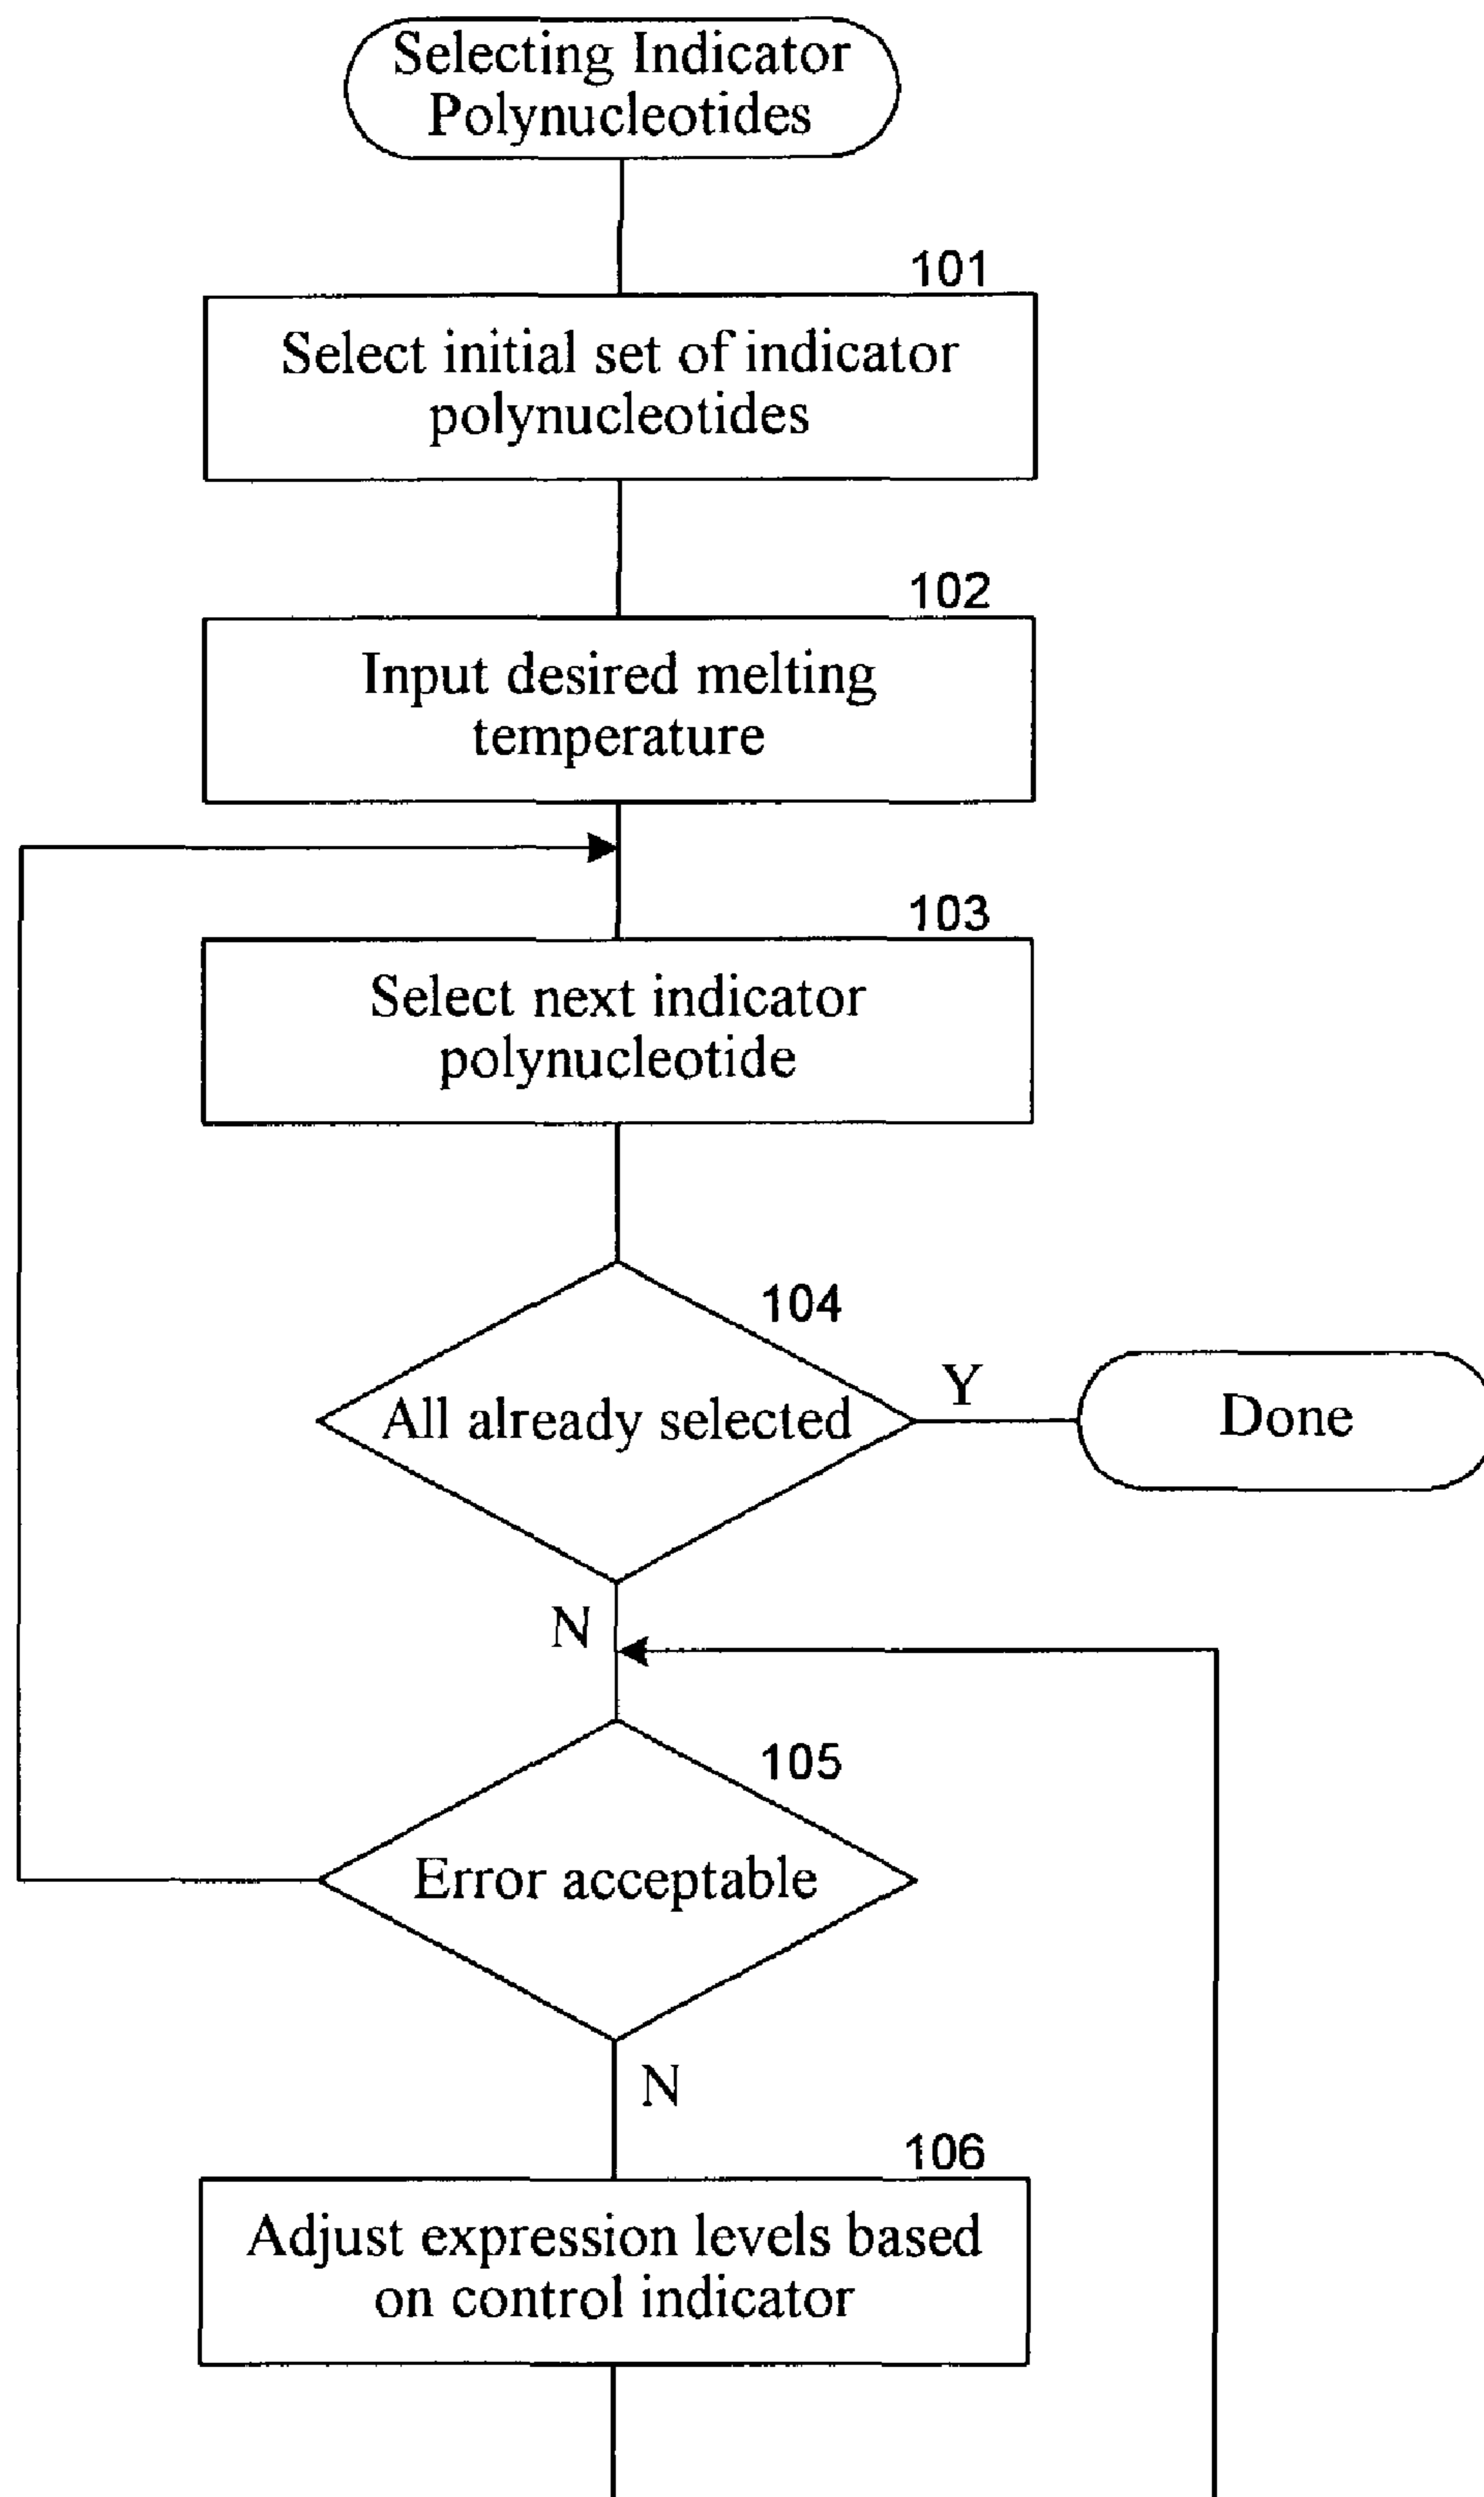 Selecting Indicator
Polynucleotides
101
Select initial set of indicator
polynucleotides
102
Input desired melting
temperature
103
Select next indicator
polynucleotide
104
All already selected
Y
Done
N
105
Error acceptable
N
106
Adjust expression levels based
on control indicator